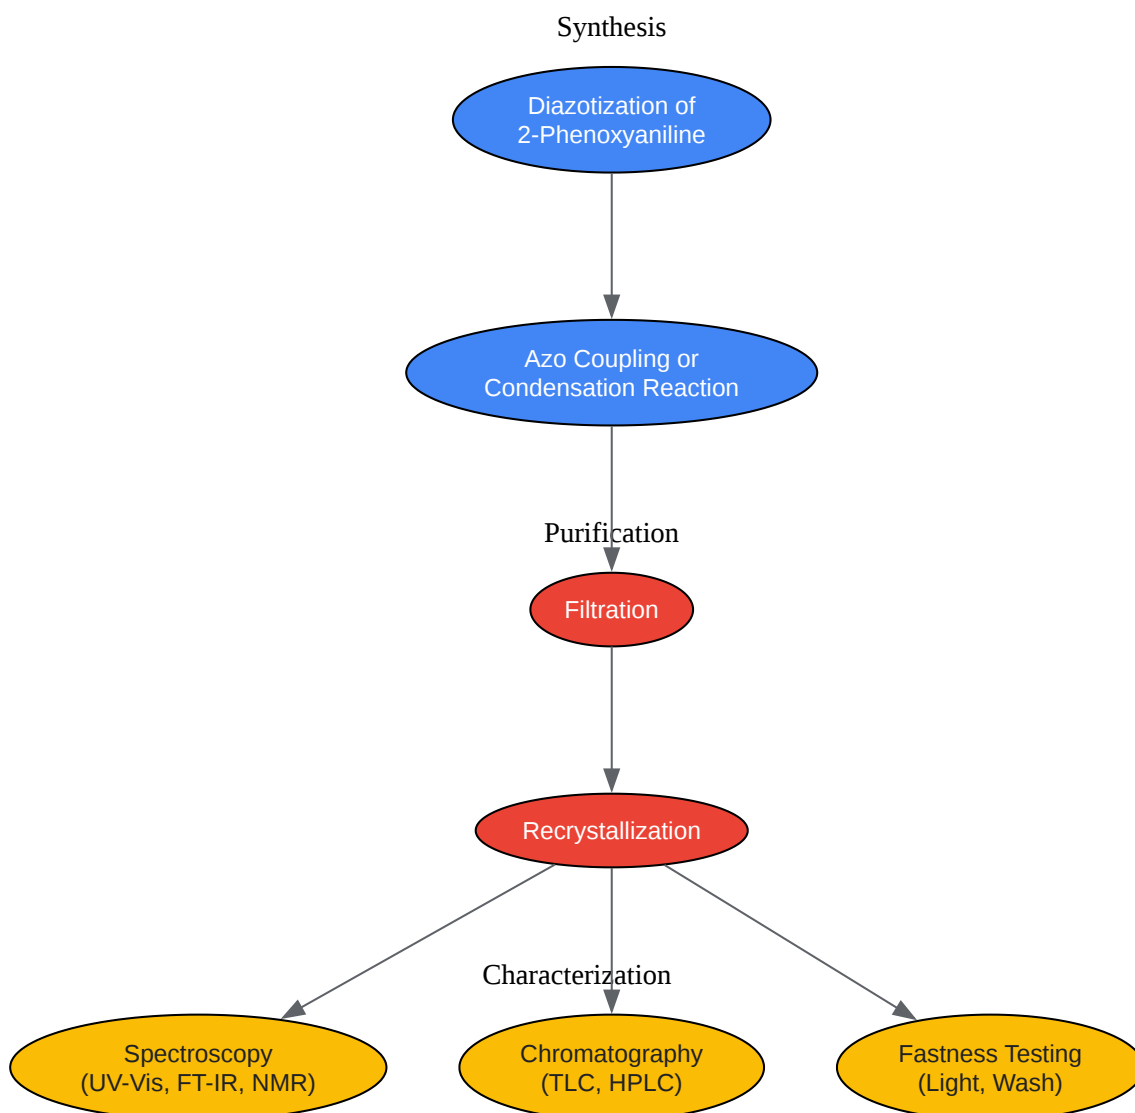 Synthesis
Diazotization of
2-Phenoxyaniline
Azo Coupling or
Condensation Reaction
Purification
Filtration
Recrystallization
Characterization
Spectroscopy
(UV-Vis, FT-IR, NMR)
Chromatography
(TLC, HPLC)
Fastness Testing
(Light, Wash)